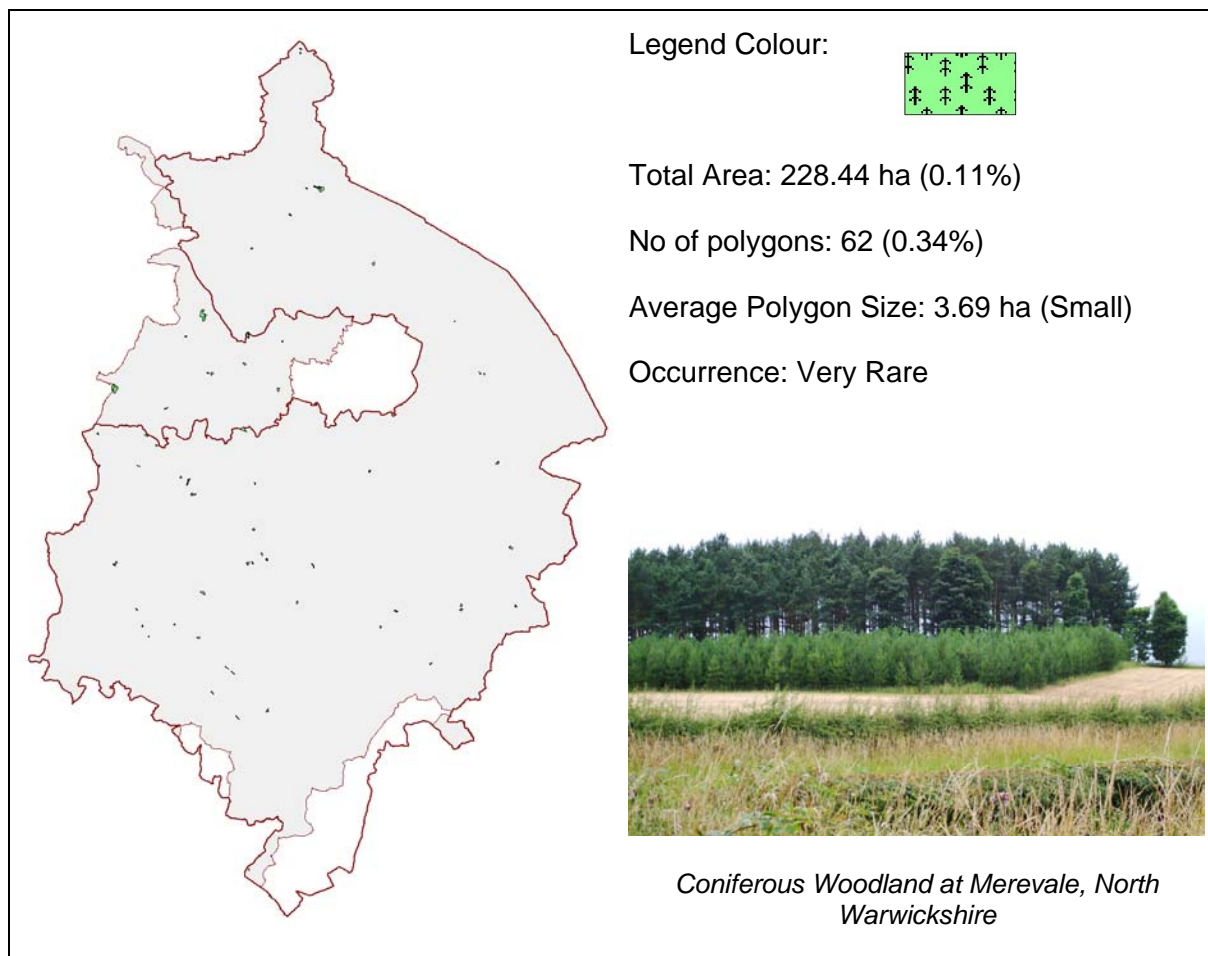 Legend Colour:
Total Area: 228.44 ha (0.11%)
No of polygons: 62 (0.34%)
Average Polygon Size: 3.69 ha (Small)
Occurrence: Very Rare
Coniferous Woodland at Merevale, North
Warwickshire